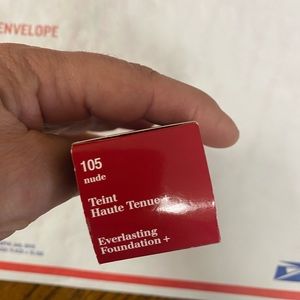 ENVELOPE
105
nude
Teint
Haute Tenue+
Everlasting
Foundation+